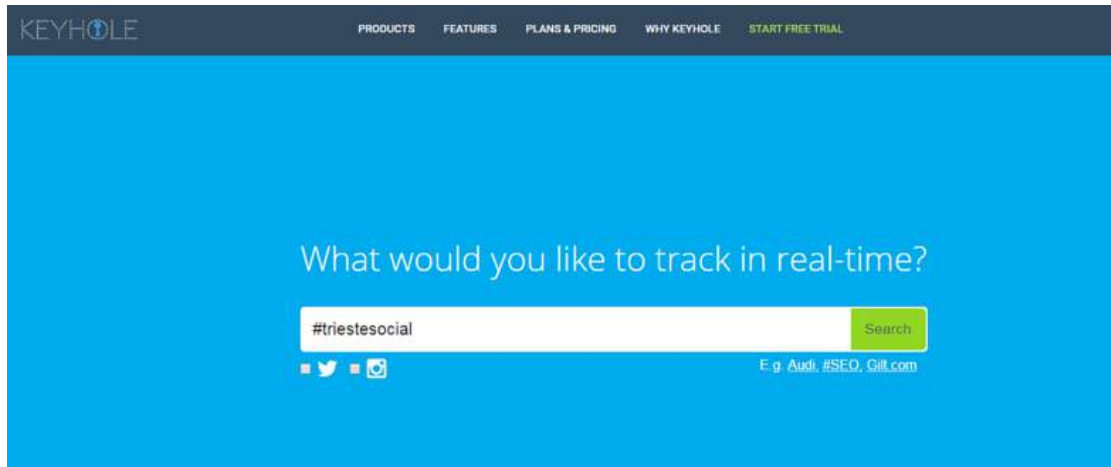 KEYHOLE PRODUCTS FEATURES PLANS & PRICING WHY KEYHOLE START FREE TRIAL
What would you like to track in real-time?
#triestesocial Search
E.g. Audi, #SEO, Gilt.com